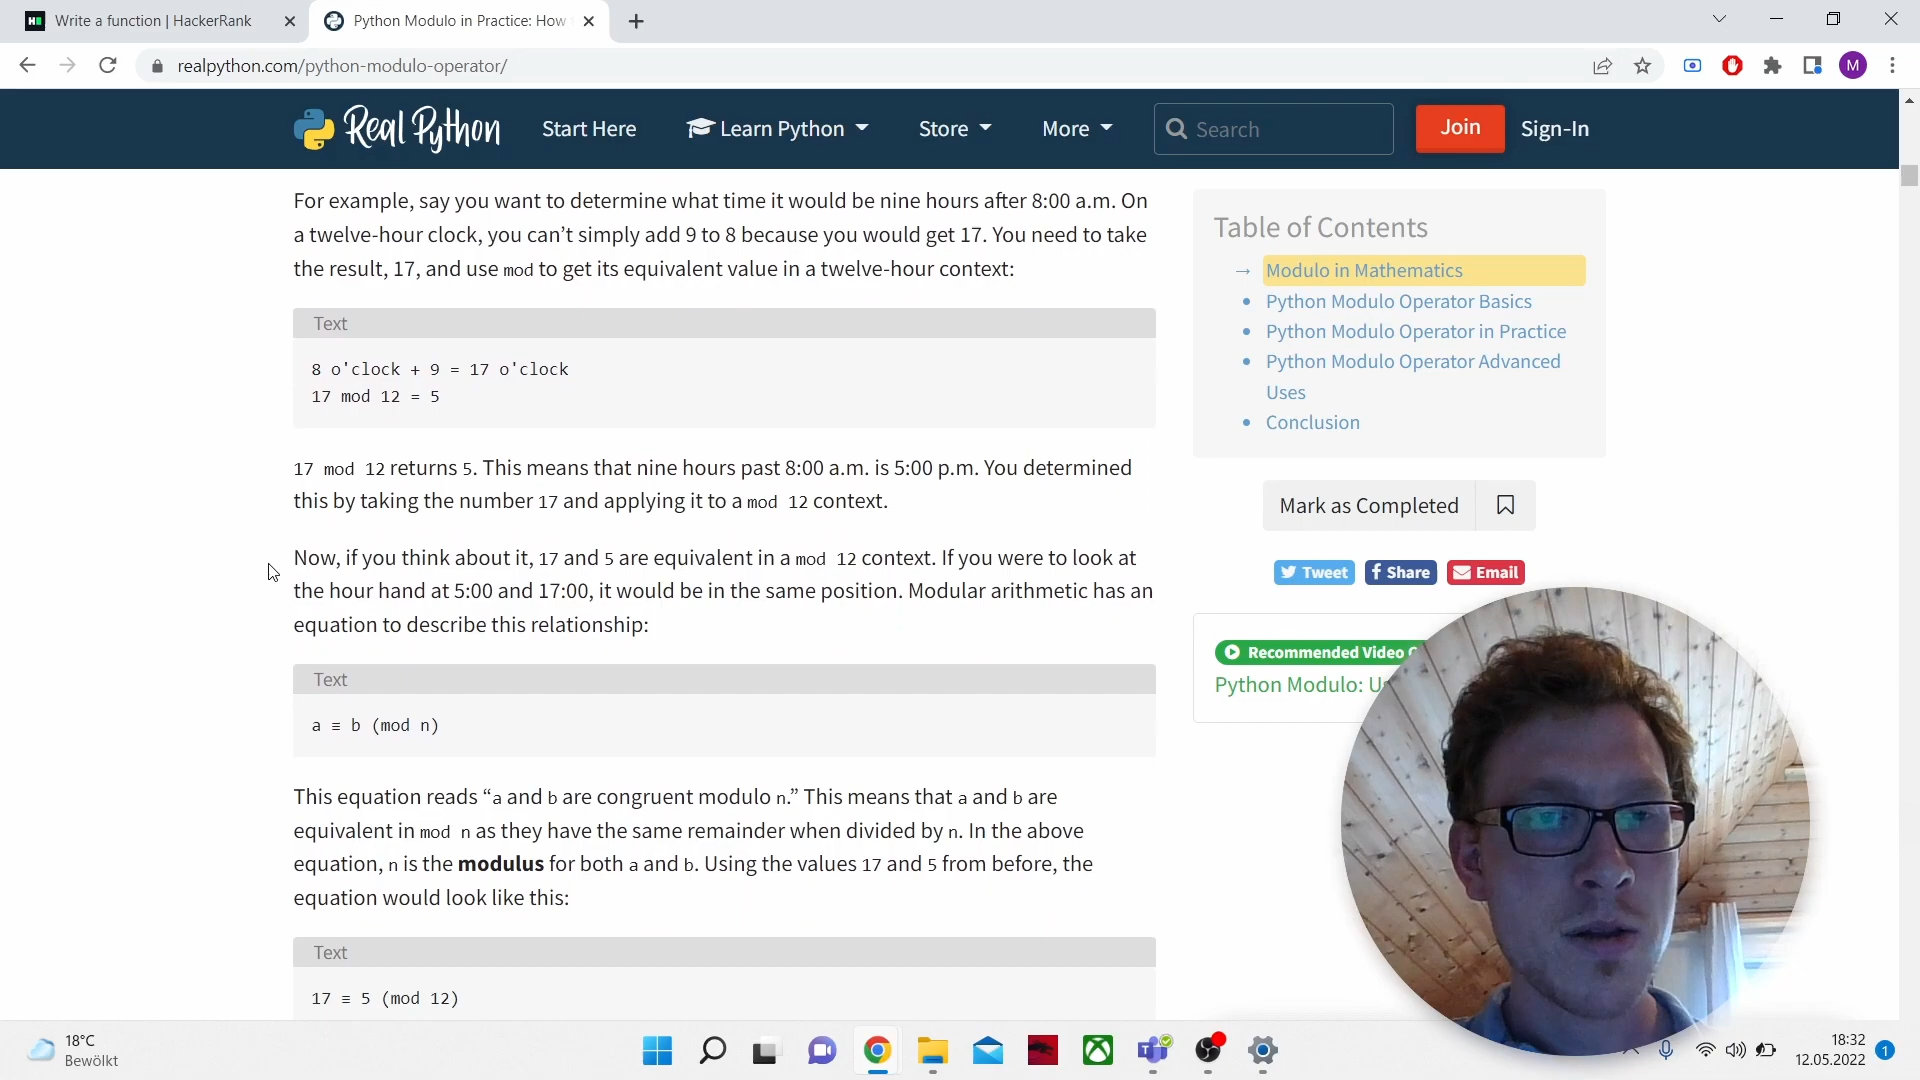 Write a function | HackerRank
Python Modulo in Practice: How
realpython.com/python-modulo-operator/
M
Real Python
Start Here
Learn Python
Store
More
Search
Join
Sign-In
For example, say you want to determine what time it would be nine hours after 8:00 a.m. On
a twelve-hour clock, you can’t simply add 9 to 8 because you would get 17. You need to take
the result, 17, and use mod to get its equivalent value in a twelve-hour context:
Text
8 o'clock + 9 = 17 o'clock
17 mod 12 = 5
17 mod 12 returns 5. This means that nine hours past 8:00 a.m. is 5:00 p.m. You determined
this by taking the number 17 and applying it to a mod 12 context.
Now, if you think about it, 17 and 5 are equivalent in a mod 12 context. If you were to look at
the hour hand at 5:00 and 17:00, it would be in the same position. Modular arithmetic has an
equation to describe this relationship:
Text
a ≡ b (mod n)
This equation reads “a and b are congruent modulo n.” This means that a and b are
equivalent in mod n as they have the same remainder when divided by n. In the above
equation, n is the modulus for both a and b. Using the values 17 and 5 from before, the
equation would look like this:
Text
17 ≡ 5 (mod 12)
Table of Contents
→ Modulo in Mathematics
Python Modulo Operator Basics
Python Modulo Operator in Practice
Python Modulo Operator Advanced
Uses
Conclusion
Mark as Completed
Tweet
Share
Email
Recommended Video
Python Modulo:
18°C
Bewölkt
18:32
12.05.2022
1